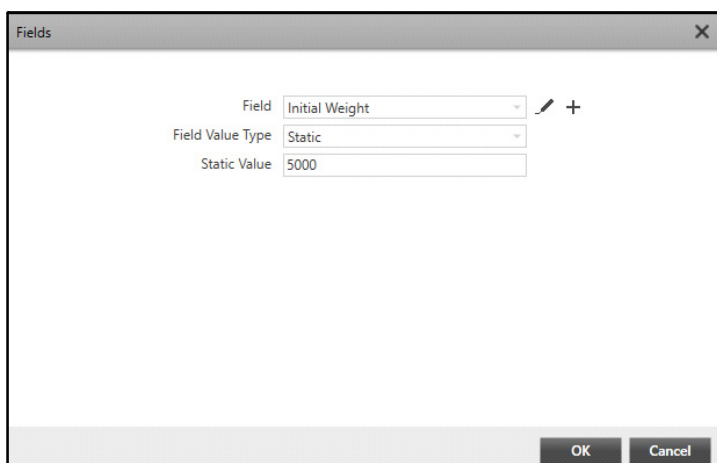 Fields
Field Initial Weight
Field Value Type Static
Static Value 5000
OK Cancel